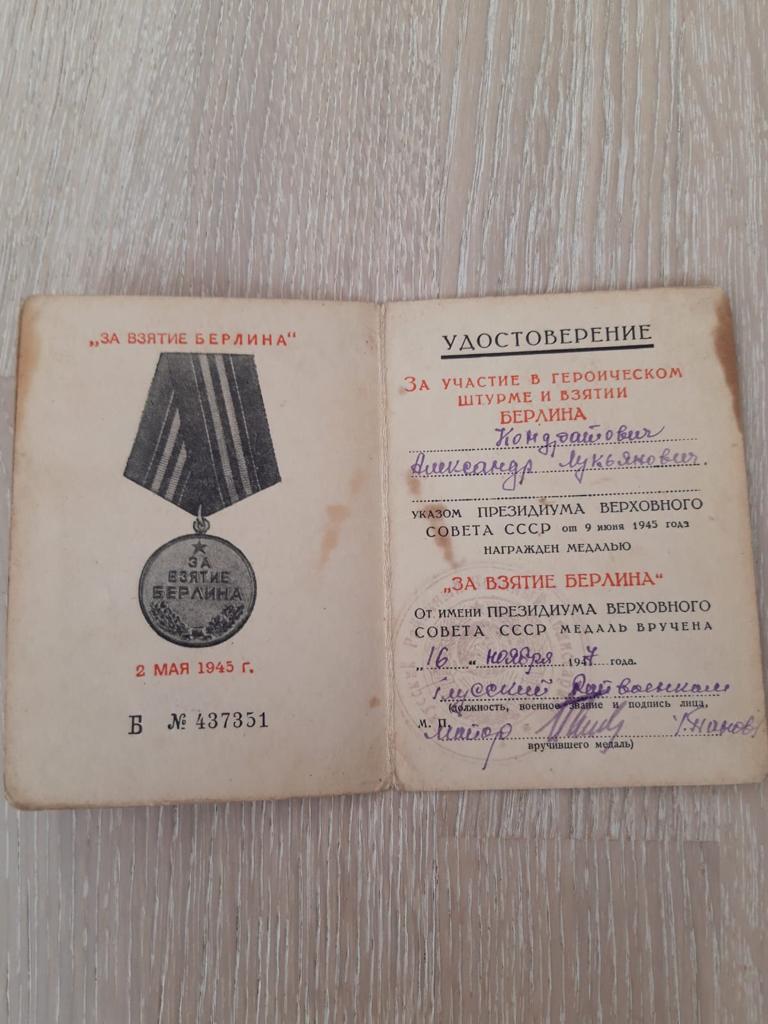 „ЗА ВЗЯТИЕ БЕРЛИНА“
ЗА
ВЗЯТИЕ
БЕРЛИНА
2 МАЯ 1945 г.
Б № 437351
УДОСТОВЕРЕНИЕ
ЗА УЧАСТИЕ В ГЕРОИЧЕСКОМ
ШТУРМЕ И ВЗЯТИИ
БЕРЛИНА
Кондратович
Александр Лукьянович.
УКАЗОМ ПРЕЗИДИУМА ВЕРХОВНОГО
СОВЕТА СССР от 9 июня 1945 года
НАГРАЖДЕН МЕДАЛЬЮ
„ЗА ВЗЯТИЕ БЕРЛИНА“
ОТ ИМЕНИ ПРЕЗИДИУМА ВЕРХОВНОГО
СОВЕТА СССР МЕДАЛЬ ВРУЧЕНА
„16“ ноября 1947 года.
Глусский Райвоенком
(должность, военное звание и подпись лица,
М. П. Майор
вручившего медаль)